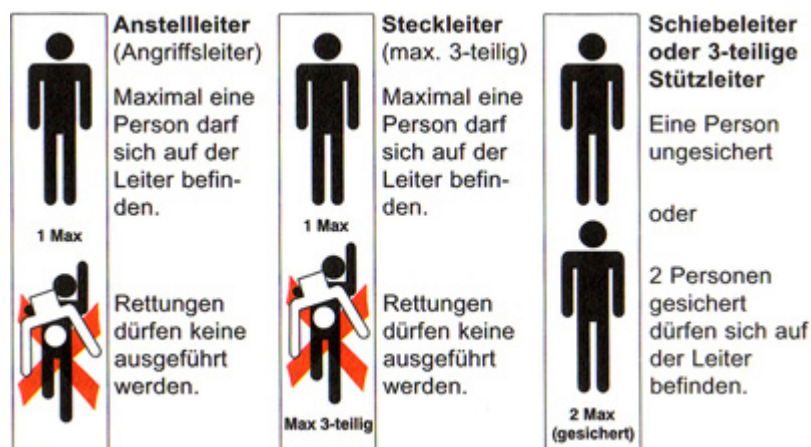 Anstellleiter
(Angriffsleiter)
Maximal eine
Person darf
sich auf der
Leiter befin-
den.
1 Max
Rettungen
dürfen keine
ausgeführt
werden.
Steckleiter
(max. 3-teilig)
Maximal eine
Person darf
sich auf der
Leiter befin-
den.
1 Max
Rettungen
dürfen keine
ausgeführt
werden.
Max 3-teilig
Schiebeleiter
oder 3-teilige
Stützleiter
Eine Person
ungesichert
oder
2 Personen
gesichert
dürfen sich auf
der Leiter
befinden.
2 Max
(gesichert)